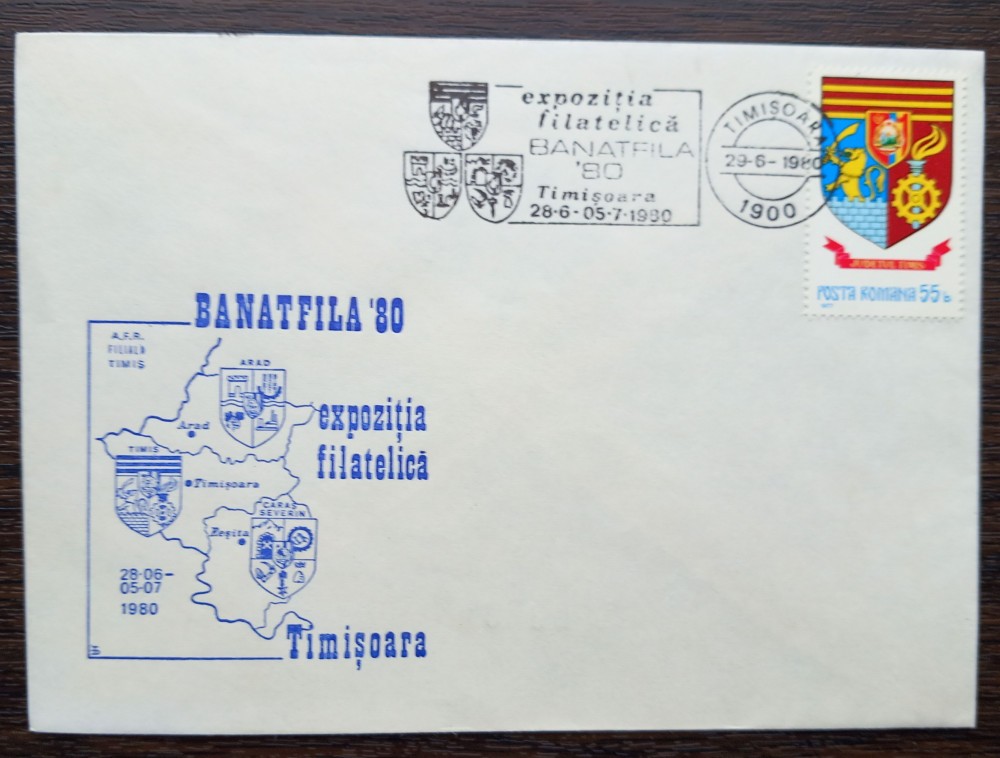 expoziția
filatelică
BANATFILA
'80
Timișoara
28-6-05-7-1980
TIMIȘOARA
29-6-1980
1900
JUDEȚUL TIMIȘ
POSTA ROMANA 55b
1977
BANATFILA '80
A.F.R.
FILIALA
TIMIȘ
ARAD
Arad
expoziția
filatelică
TIMIȘ
Timișoara
CARAȘ
SEVERIN
Reșița
28-06-
05-07
1980
Timișoara